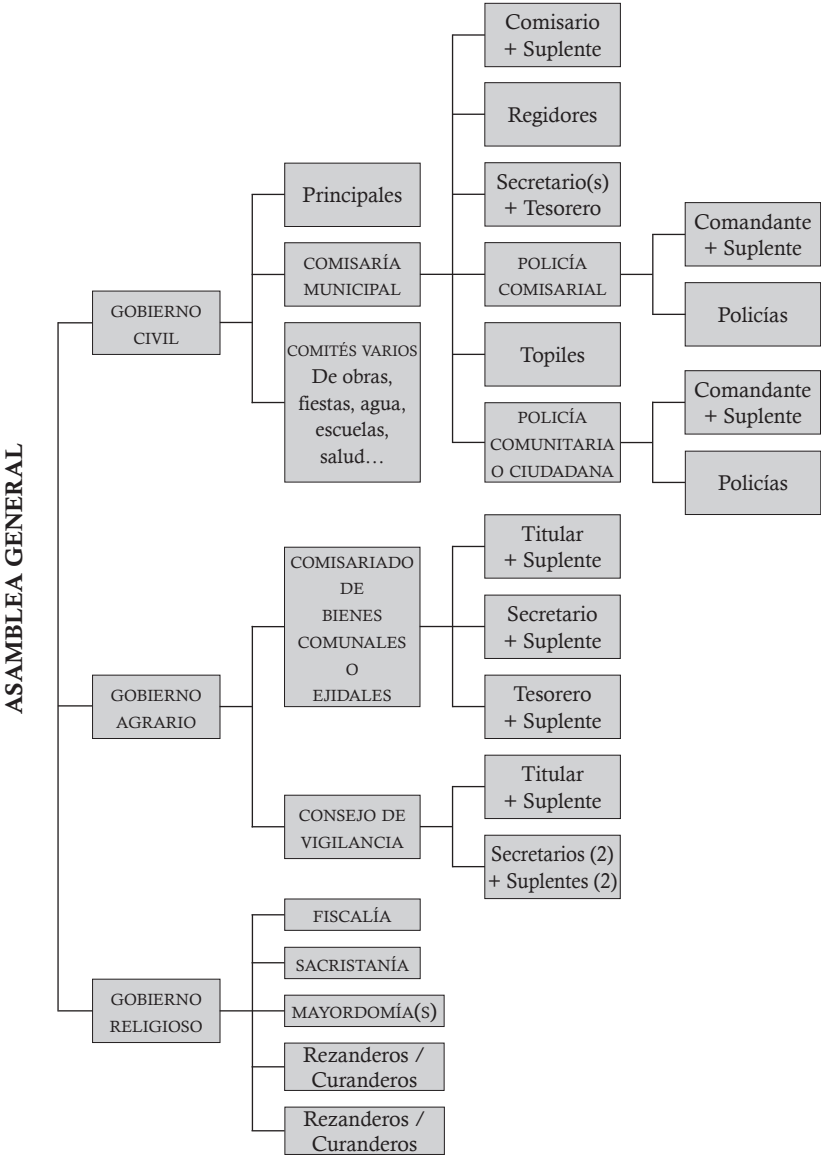 ASAMBLEA GENERAL
GOBIERNO
CIVIL
Principales
COMISARÍA
MUNICIPAL
Comisario
+ Suplente
Regidores
Secretario(s)
+ Tesorero
POLICÍA
COMISARIAL
Comandante
+ Suplente
Policías
Topiles
POLICÍA
COMUNITARIA
O CIUDADANA
Comandante
+ Suplente
Policías
COMITÉS VARIOS
De obras,
fiestas, agua,
escuelas,
salud…
GOBIERNO
AGRARIO
COMISARIADO
DE
BIENES
COMUNALES
O
EJIDALES
Titular
+ Suplente
Secretario
+ Suplente
Tesorero
+ Suplente
CONSEJO DE
VIGILANCIA
Titular
+ Suplente
Secretarios (2)
+ Suplentes (2)
GOBIERNO
RELIGIOSO
FISCALÍA
SACRISTANÍA
MAYORDOMÍA(S)
Rezanderos /
Curanderos
Rezanderos /
Curanderos